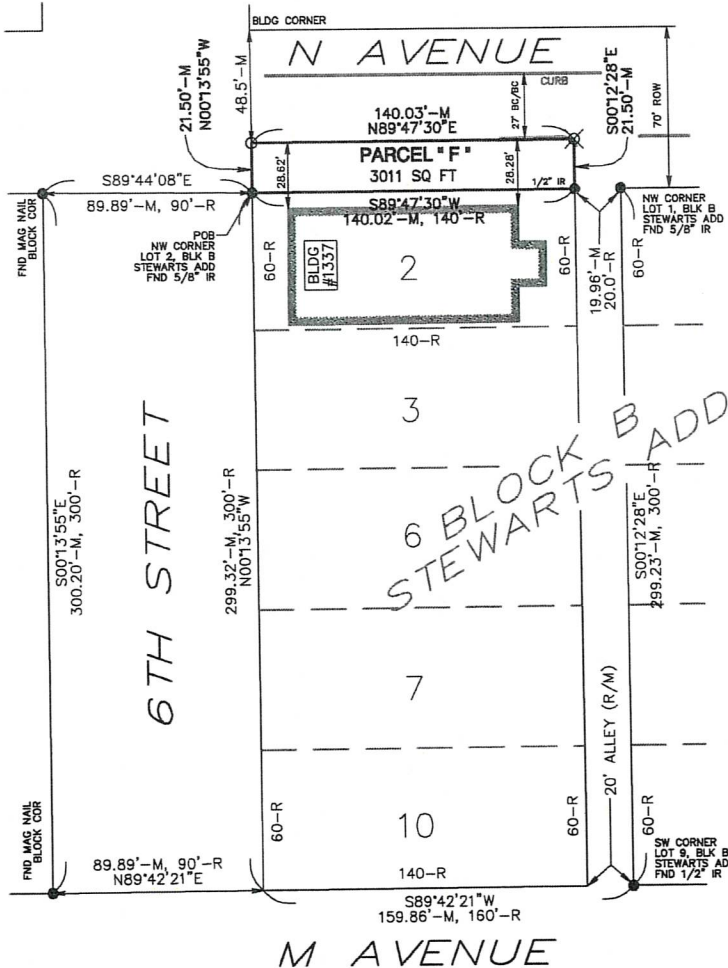 BLDG CORNER
N AVENUE
CURB
21.50'-M
N00°13'55"W
48.5'-M
140.03'-M
N89°47'30"E
27' BC/BC
S00°12'28"E
21.50'-M
70' ROW
PARCEL "F"
3011 SQ FT
28.62'
28.28'
1/2" IR
S89°44'08"E
89.89'-M, 90'-R
S89°47'30"W
140.02'-M, 140'-R
FND MAG NAIL
BLOCK COR
POB
NW CORNER
LOT 2, BLK B
STEWARTS ADD
FND 5/8" IR
NW CORNER
LOT 1, BLK B
STEWARTS ADD
FND 5/8" IR
60-R
BLDG
#1337
2
60-R
19.96'-M
20.0'-R
60-R
140-R
3
6TH STREET
S00°13'55"E
300.20'-M, 300'-R
299.32'-M, 300'-R
N00°13'55"W
BLOCK B
STEWARTS ADD
6
S00°12'28"E
299.23'-M, 300'-R
7
20' ALLEY (R/M)
FND MAG NAIL
BLOCK COR
60-R
10
60-R
60-R
SW CORNER
LOT 9, BLK B
STEWARTS AD
FND 1/2" IR
89.89'-M, 90'-R
N89°42'21"E
140-R
S89°42'21"W
159.86'-M, 160'-R
M AVENUE